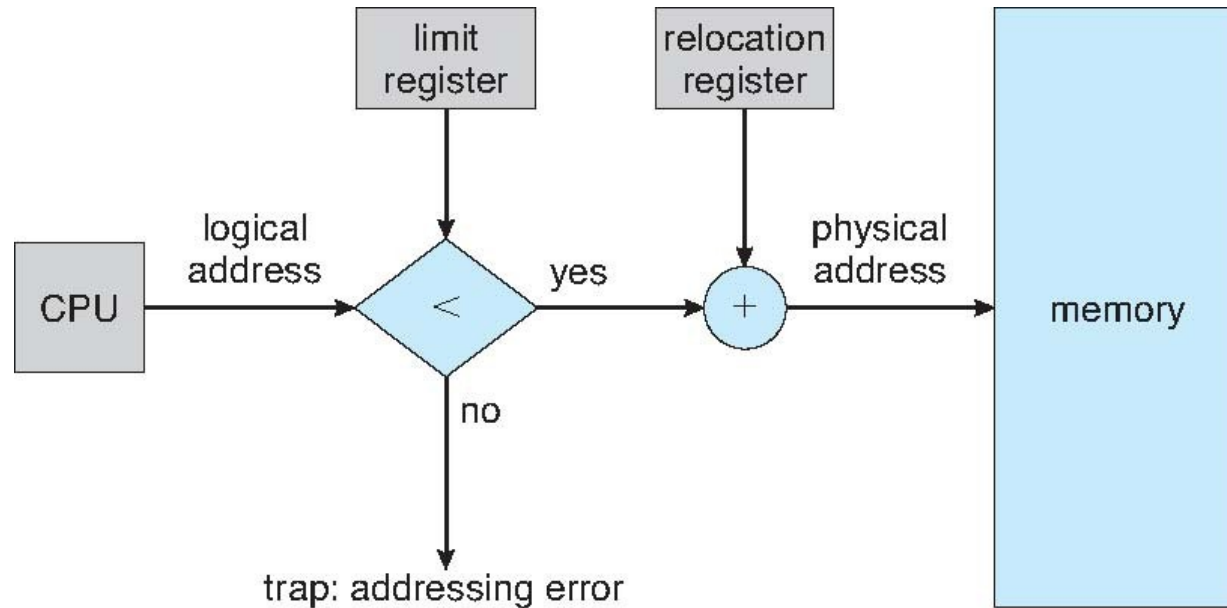 limit
register
relocation
register
logical
address
physical
address
CPU
<
yes
+
memory
no
trap: addressing error